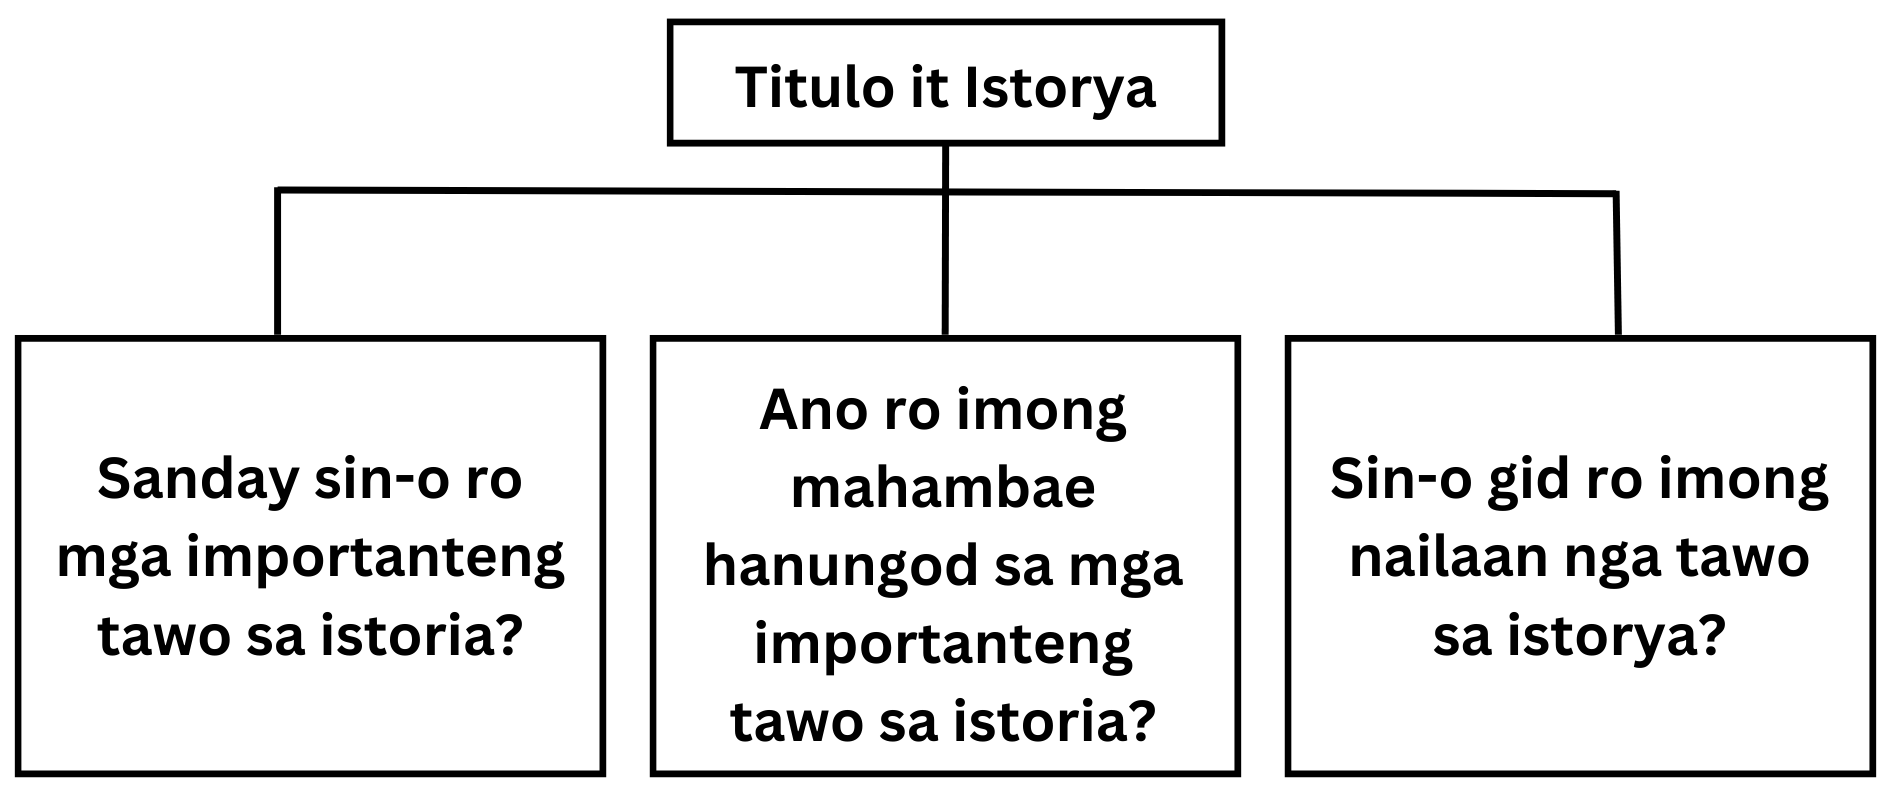 Titulo it Istorya
Sanday sin-o ro
mga importanteng
tawo sa istoria?
Ano ro imong
mahambae
hanungod sa mga
importanteng
tawo sa istoria?
Sin-o gid ro imong
nailaan nga tawo
sa istorya?